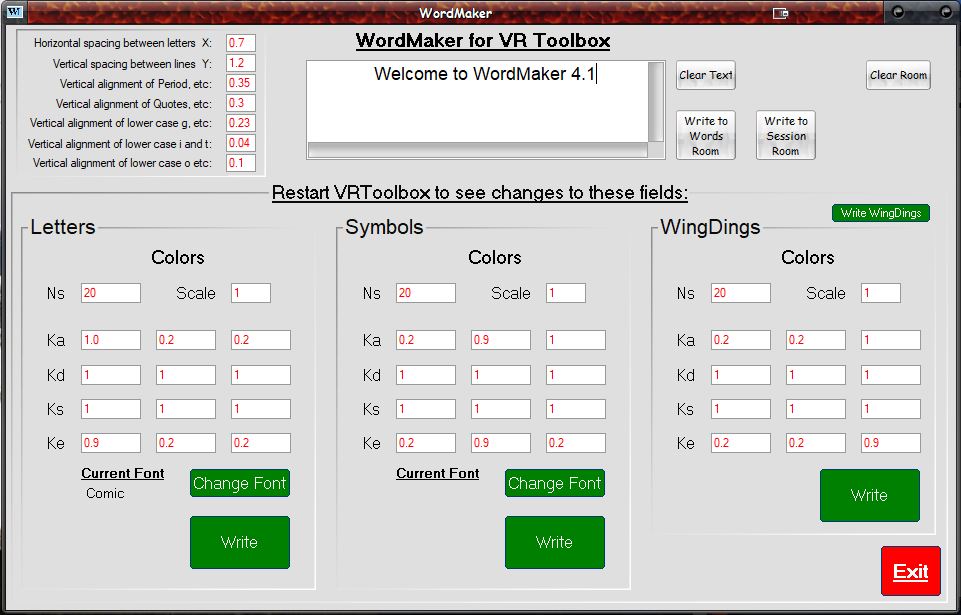 W
WordMaker
Horizontal spacing between letters X: 0.7
Vertical spacing between lines Y: 1.2
Vertical alignment of Period, etc: 0.35
Vertical alignment of Quotes, etc: 0.3
Vertical alignment of lower case g, etc: 0.23
Vertical alignment of lower case i and t: 0.04
Vertical alignment of lower case o etc: 0.1
WordMaker for VR Toolbox
Welcome to WordMaker 4.1
Clear Text
Clear Room
Write to
Words
Room
Write to
Session
Room
Restart VRToolbox to see changes to these fields:
Write WingDings
Letters
Colors
Ns 20 Scale 1
Ka 1.0 0.2 0.2
Kd 1 1 1
Ks 1 1 1
Ke 0.9 0.2 0.2
Current Font
Comic
Change Font
Write
Symbols
Colors
Ns 20 Scale 1
Ka 0.2 0.9 1
Kd 1 1 1
Ks 1 1 1
Ke 0.2 0.9 0.2
Current Font
Change Font
Write
WingDings
Colors
Ns 20 Scale 1
Ka 0.2 0.2 1
Kd 1 1 1
Ks 1 1 1
Ke 0.2 0.2 0.9
Write
Exit